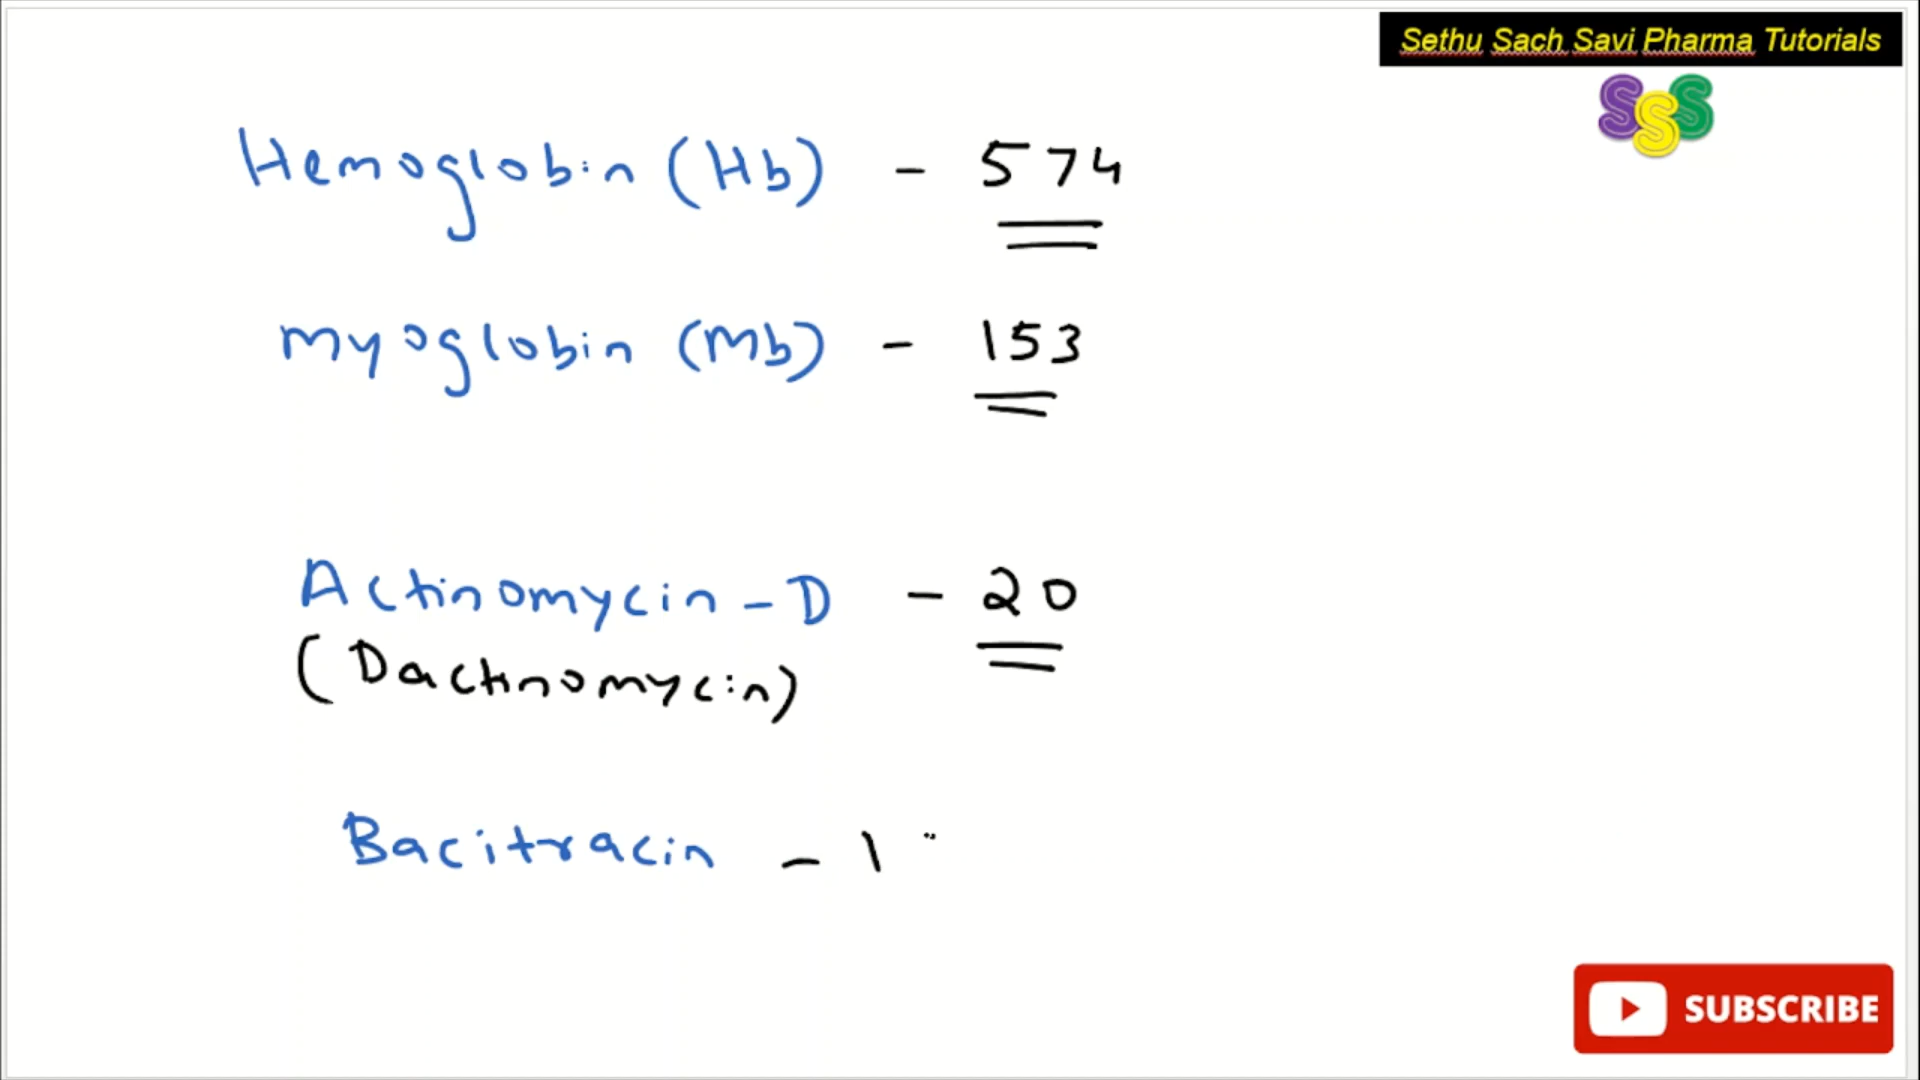 Sethu Sach Savi Pharma Tutorials
SSS
Hemoglobin (Hb) - 574
Myoglobin (Mb) - 153
Actinomycin - D - 20
(Dactinomycin)
Bacitracin - 1
SUBSCRIBE